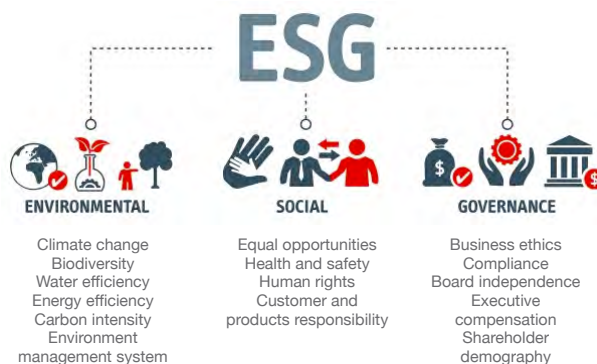 ESG
ENVIRONMENTAL
Climate change
Biodiversity
Water efficiency
Energy efficiency
Carbon intensity
Environment
management system
SOCIAL
Equal opportunities
Health and safety
Human rights
Customer and
products responsibility
GOVERNANCE
$
$
Business ethics
Compliance
Board independence
Executive
compensation
Shareholder
demography